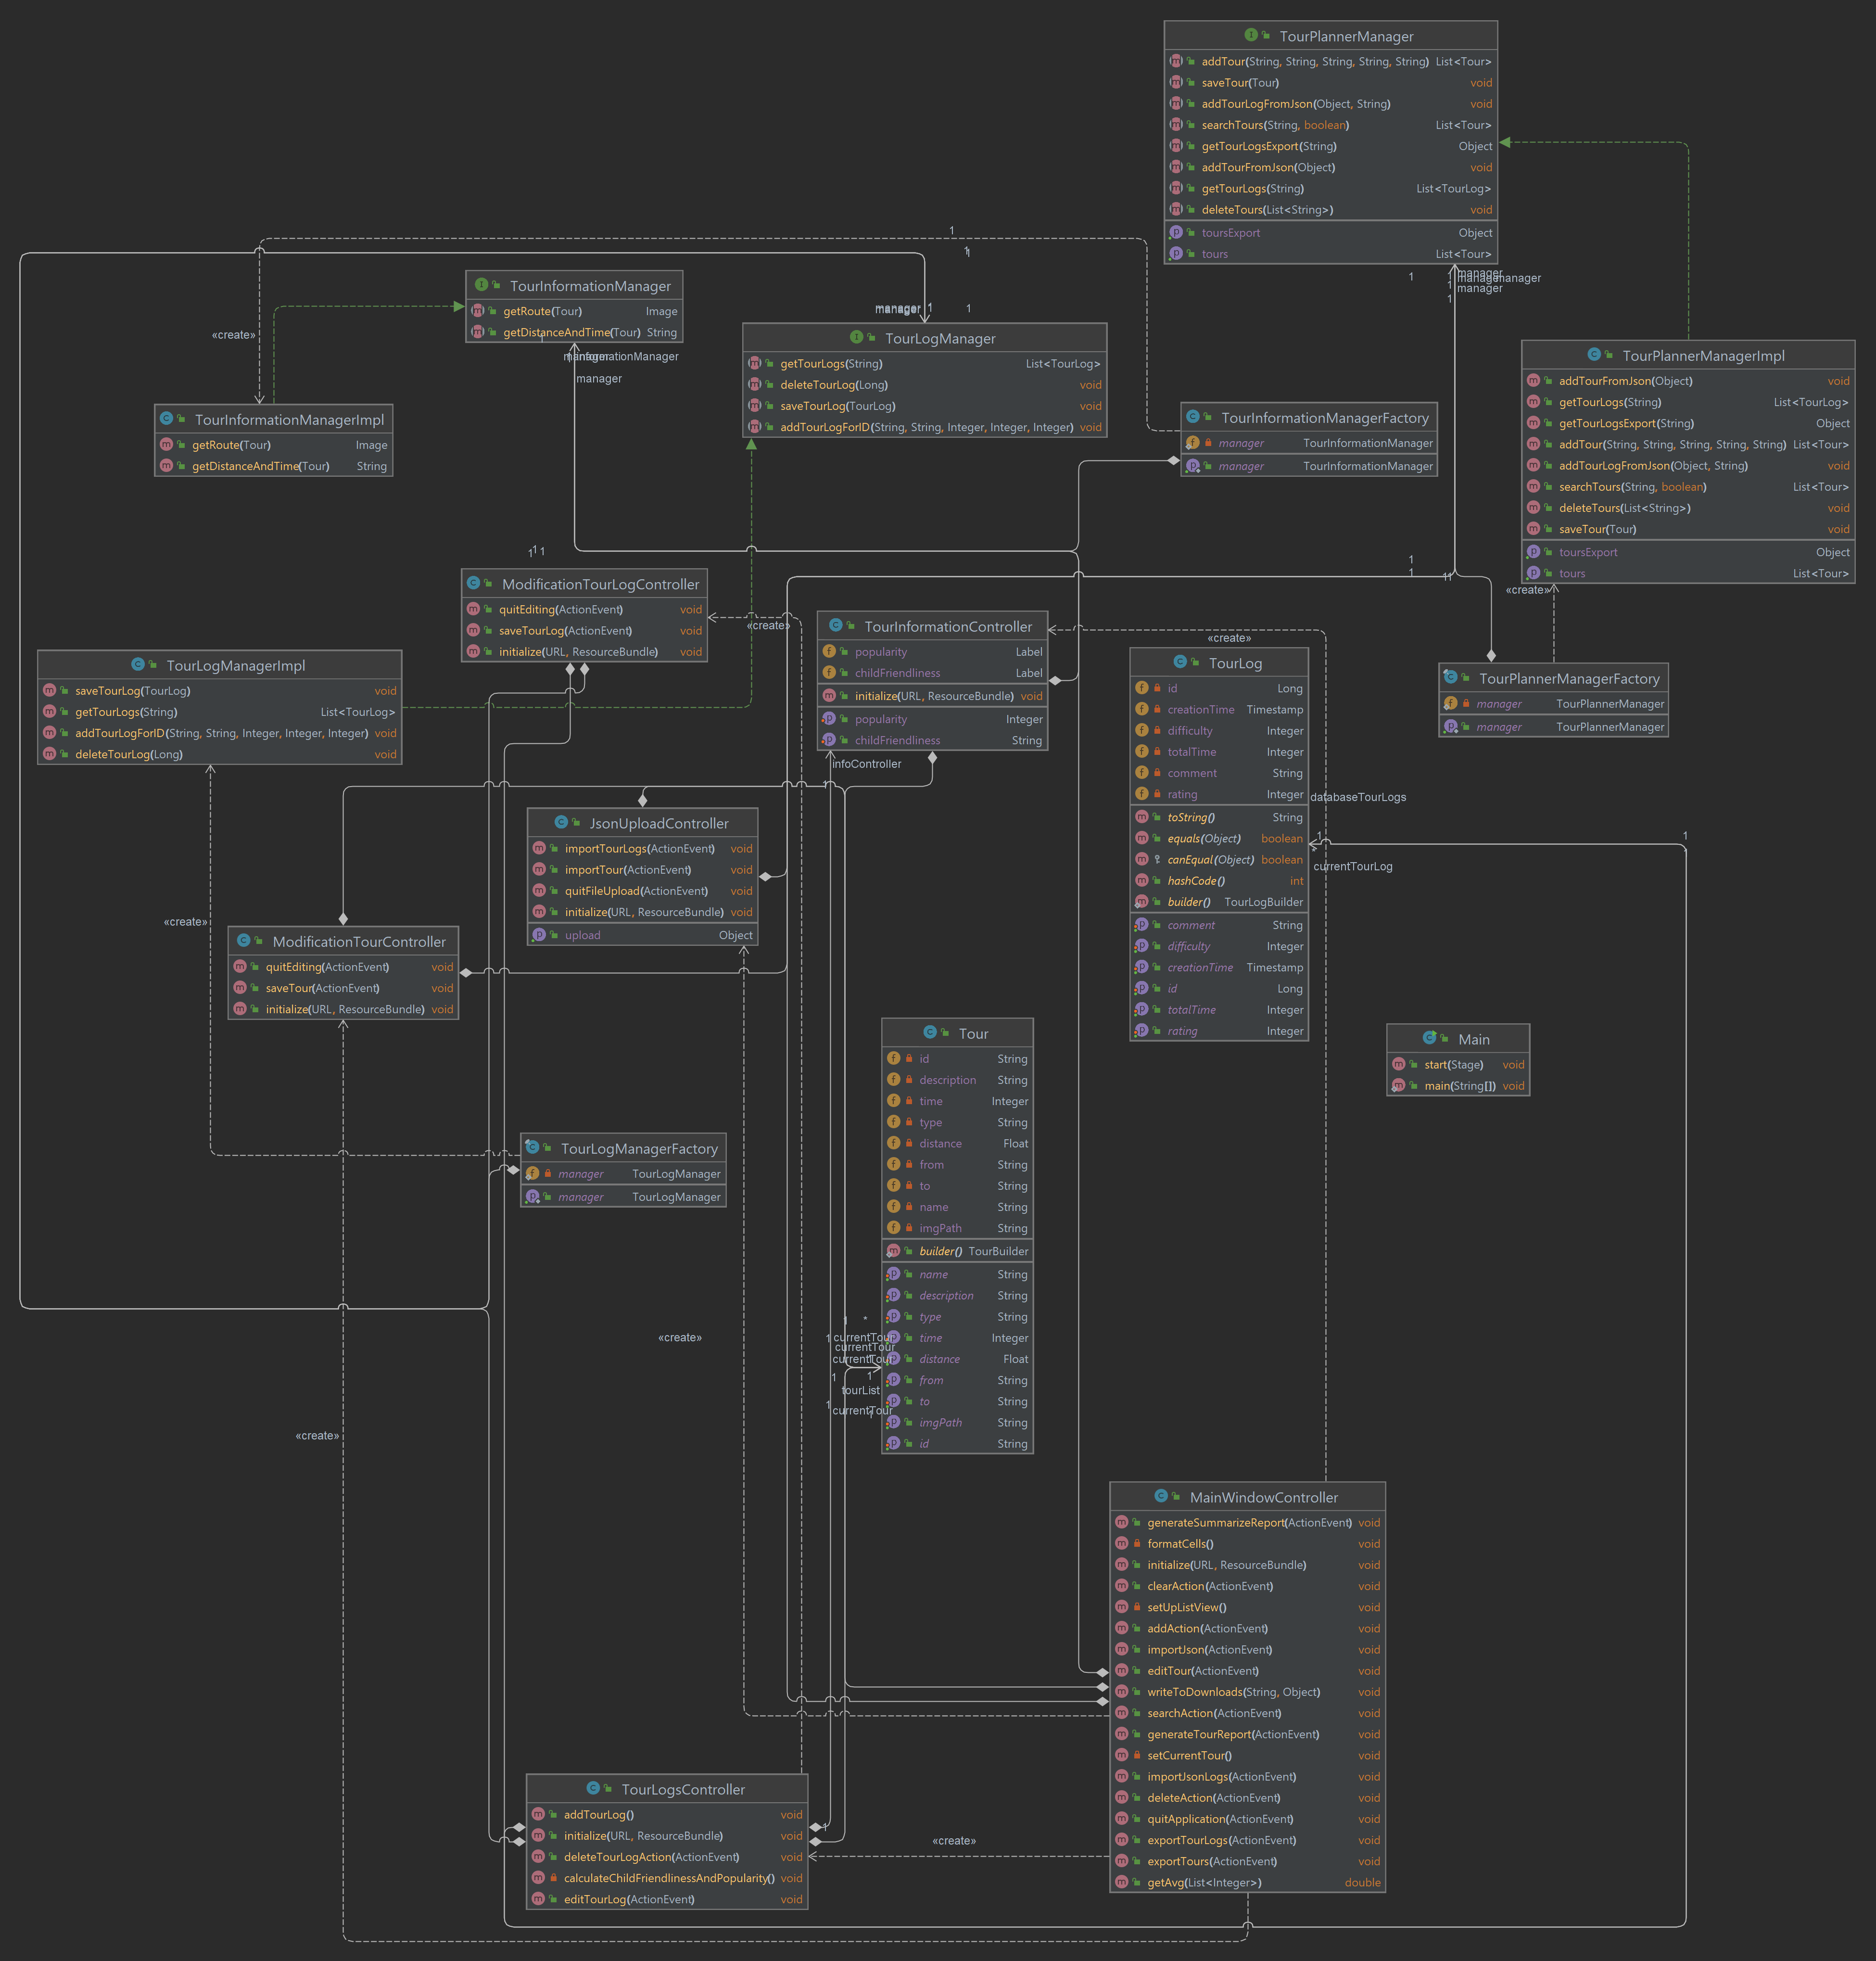 TourPlannerManager
addTour(String, String, String, String, String) List<Tour>
saveTour(Tour) void
addTourLogFromJson(Object, String) void
searchTours(String, boolean) List<Tour>
getTourLogsExport(String) Object
addTourFromJson(Object) void
getTourLogs(String) List<TourLog>
deleteTours(List<String>) void
toursExport Object
tours List<Tour>
1
1
1
manager
manager
1
1
TourInformationManager
getRoute(Tour) Image
getDistanceAndTime(Tour) String
informationManager
manager
«create»
manager 1
1
TourLogManager
getTourLogs(String) List<TourLog>
deleteTourLog(Long) void
saveTourLog(TourLog) void
addTourLogForID(String, String, Integer, Integer, Integer) void
TourPlannerManagerImpl
addTourFromJson(Object) void
getTourLogs(String) List<TourLog>
getTourLogsExport(String) Object
addTour(String, String, String, String, String) List<Tour>
addTourLogFromJson(Object, String) void
searchTours(String, boolean) List<Tour>
deleteTours(List<String>) void
saveTour(Tour) void
toursExport Object
tours List<Tour>
TourInformationManagerImpl
getRoute(Tour) Image
getDistanceAndTime(Tour) String
TourInformationManagerFactory
manager TourInformationManager
manager TourInformationManager
1 1 1
1
1
11
«create»
ModificationTourLogController
quitEditing(ActionEvent) void
saveTourLog(ActionEvent) void
initialize(URL, ResourceBundle) void
«create»
TourInformationController
popularity Label
childFriendliness Label
initialize(URL, ResourceBundle) void
popularity Integer
childFriendliness String
«create»
infoController
1
TourLogManagerImpl
saveTourLog(TourLog) void
getTourLogs(String) List<TourLog>
addTourLogForID(String, String, Integer, Integer, Integer) void
deleteTourLog(Long) void
TourLog
id Long
creationTime Timestamp
difficulty Integer
totalTime Integer
comment String
rating Integer
toString() String
equals(Object) boolean
canEqual(Object) boolean
hashCode() int
builder() TourLogBuilder
comment String
difficulty Integer
creationTime Timestamp
id Long
totalTime Integer
rating Integer
databaseTourLogs
1
1
currentTourLog
TourPlannerManagerFactory
manager TourPlannerManager
manager TourPlannerManager
JsonUploadController
importTourLogs(ActionEvent) void
importTour(ActionEvent) void
quitFileUpload(ActionEvent) void
initialize(URL, ResourceBundle) void
upload Object
«create»
ModificationTourController
quitEditing(ActionEvent) void
saveTour(ActionEvent) void
initialize(URL, ResourceBundle) void
Tour
id String
description String
time Integer
type String
distance Float
from String
to String
name String
imgPath String
builder() TourBuilder
name String
description String
type String
time Integer
distance Float
from String
to String
imgPath String
id String
1 *
1 currentTour
currentTour
currentTour
1 1
tourList
1 currentTour
Main
start(Stage) void
main(String[]) void
TourLogManagerFactory
manager TourLogManager
manager TourLogManager
«create»
«create»
MainWindowController
generateSummarizeReport(ActionEvent) void
formatCells() void
initialize(URL, ResourceBundle) void
clearAction(ActionEvent) void
setUpListView() void
addAction(ActionEvent) void
importJson(ActionEvent) void
editTour(ActionEvent) void
writeToDownloads(String, Object) void
searchAction(ActionEvent) void
generateTourReport(ActionEvent) void
setCurrentTour() void
importJsonLogs(ActionEvent) void
deleteAction(ActionEvent) void
quitApplication(ActionEvent) void
exportTourLogs(ActionEvent) void
exportTours(ActionEvent) void
getAvg(List<Integer>) double
TourLogsController
addTourLog() void
initialize(URL, ResourceBundle) void
deleteTourLogAction(ActionEvent) void
calculateChildFriendlinessAndPopularity() void
editTourLog(ActionEvent) void
1
«create»